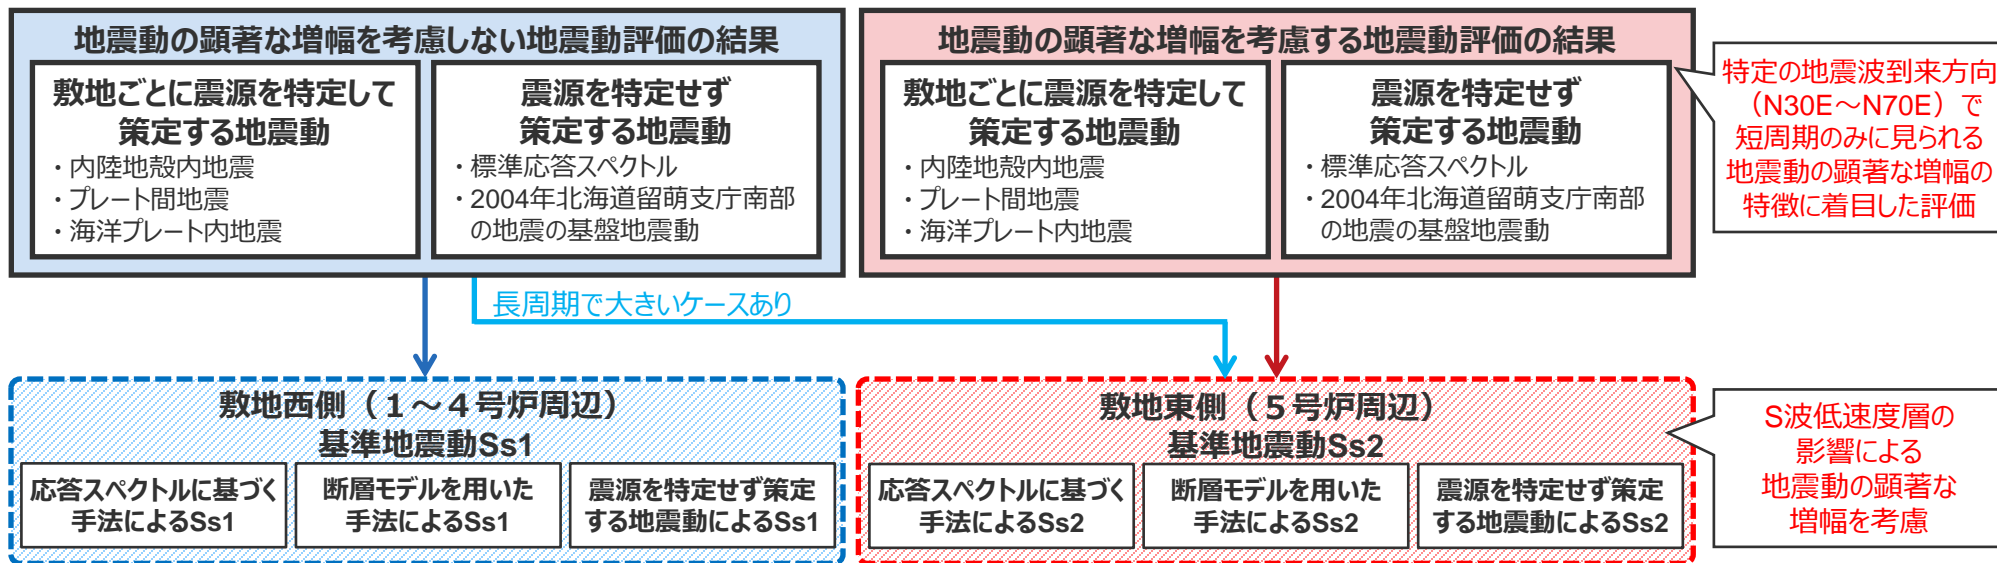 地震動の顕著な増幅を考慮しない地震動評価の結果
敷地ごとに震源を特定して
策定する地震動
・内陸地殻内地震
・プレート間地震
・海洋プレート内地震
震源を特定せず
策定する地震動
・標準応答スペクトル
・2004年北海道留萌支庁南部
の地震の基盤地震動
地震動の顕著な増幅を考慮する地震動評価の結果
敷地ごとに震源を特定して
策定する地震動
・内陸地殻内地震
・プレート間地震
・海洋プレート内地震
震源を特定せず
策定する地震動
・標準応答スペクトル
・2004年北海道留萌支庁南部
の地震の基盤地震動
特定の地震波到来方向
（N30E～N70E）で
短周期のみに見られる
地震動の顕著な増幅の
特徴に着目した評価
長周期で大きいケースあり
敷地西側（１～４号炉周辺）
基準地震動Ss1
応答スペクトルに基づく
手法によるSs1
断層モデルを用いた
手法によるSs1
震源を特定せず策定
する地震動によるSs1
敷地東側（５号炉周辺）
基準地震動Ss2
応答スペクトルに基づく
手法によるSs2
断層モデルを用いた
手法によるSs2
震源を特定せず策定
する地震動によるSs2
S波低速度層の
影響による
地震動の顕著な
増幅を考慮